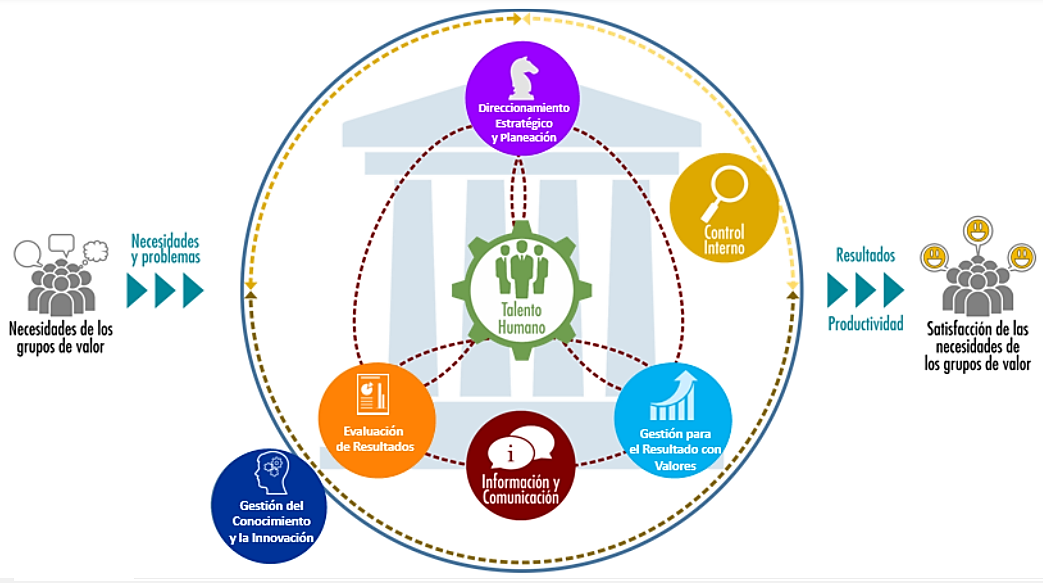 Direccionamiento
Estratégico
y Planeación
Control
Interno
Necesidades
y problemas
Necesidades de los
grupos de valor
Talento
Humano
Resultados
Productividad
Satisfacción de las
necesidades de
los grupos de valor
Evaluación
de Resultados
i
Información y
Comunicación
Gestión para
el Resultado con
Valores
Gestión del
Conocimiento
y la Innovación